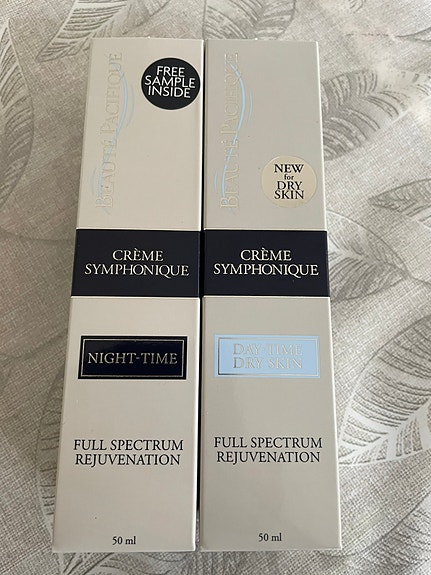 BEAUTÉ PACIFIQUE
FREE
SAMPLE
INSIDE
CRÈME
SYMPHONIQUE
NIGHT-TIME
FULL SPECTRUM
REJUVENATION
50 ml
BEAUTÉ PACIFIQUE
NEW
for
DRY
SKIN
CRÈME
SYMPHONIQUE
DAY-TIME
DRY SKIN
FULL SPECTRUM
REJUVENATION
50 ml